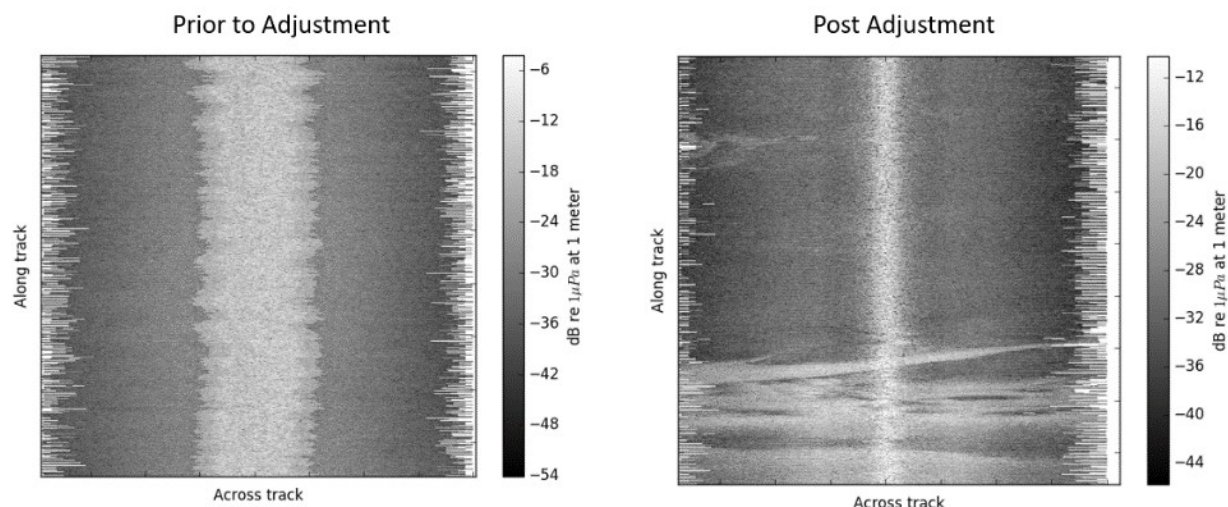 Prior to Adjustment
Along track
Across track
−6
−12
−18
−24
−30
−36
−42
−48
−54
dB re 1μPa at 1 meter
Post Adjustment
Along track
Across track
−12
−16
−20
−24
−28
−32
−36
−40
−44
dB re 1μPa at 1 meter